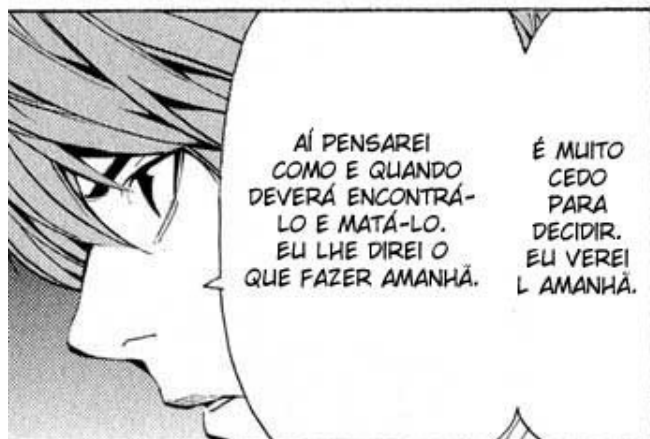 É MUITO
CEDO
PARA
DECIDIR.
EU VEREI
L AMANHÃ.
AÍ PENSAREI
COMO E QUANDO
DEVERÁ ENCONTRÁ-
LO E MATÁ-LO.
EU LHE DIREI O
QUE FAZER AMANHÃ.